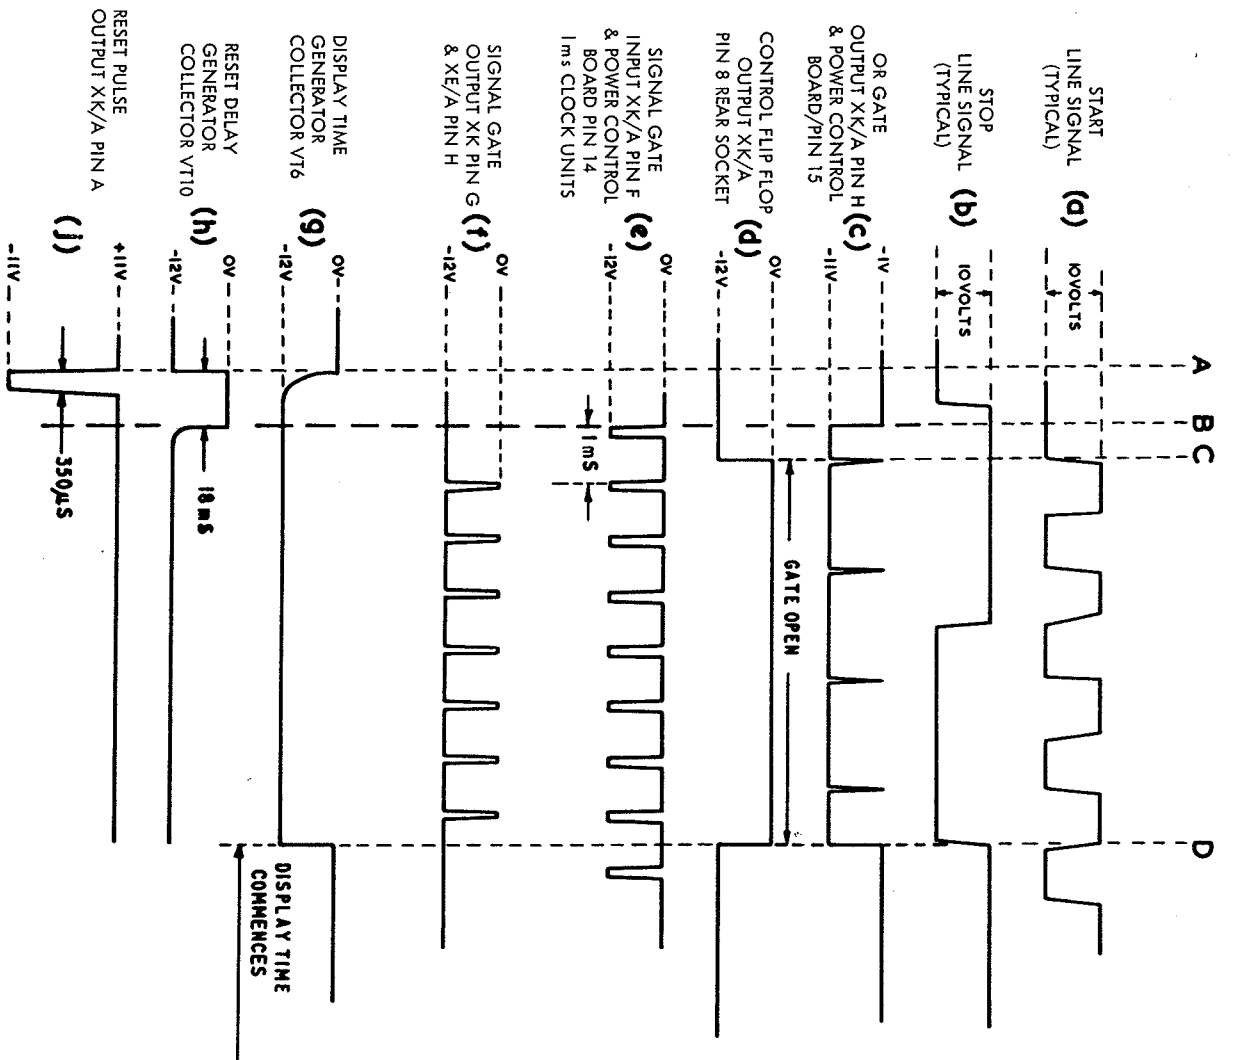 A
B
C
D
START
LINE SIGNAL
(TYPICAL)
(a)
10VOLTS
STOP
LINE SIGNAL
(TYPICAL)
(b)
10VOLTS
OR GATE
OUTPUT XK/A PIN H
& POWER CONTROL
BOARD/PIN 15
(c)
-1V
-11V
CONTROL FLIP FLOP
OUTPUT XK/A
PIN 8 REAR SOCKET
(d)
0V
-12V
GATE OPEN
SIGNAL GATE
INPUT XK/A PIN F
& POWER CONTROL
BOARD PIN 14
1ms CLOCK UNITS
(e)
0V
-12V
1mS
SIGNAL GATE
OUTPUT XK PIN G
& XE/A PIN H
(f)
0V
-12V
DISPLAY TIME
GENERATOR
COLLECTOR VT6
(g)
0V
-12V
DISPLAY TIME
COMMENCES
RESET DELAY
GENERATOR
COLLECTOR VT10
(h)
0V
-12V
18mS
RESET PULSE
OUTPUT XK/A PIN A
(j)
+11V
-11V
350µS